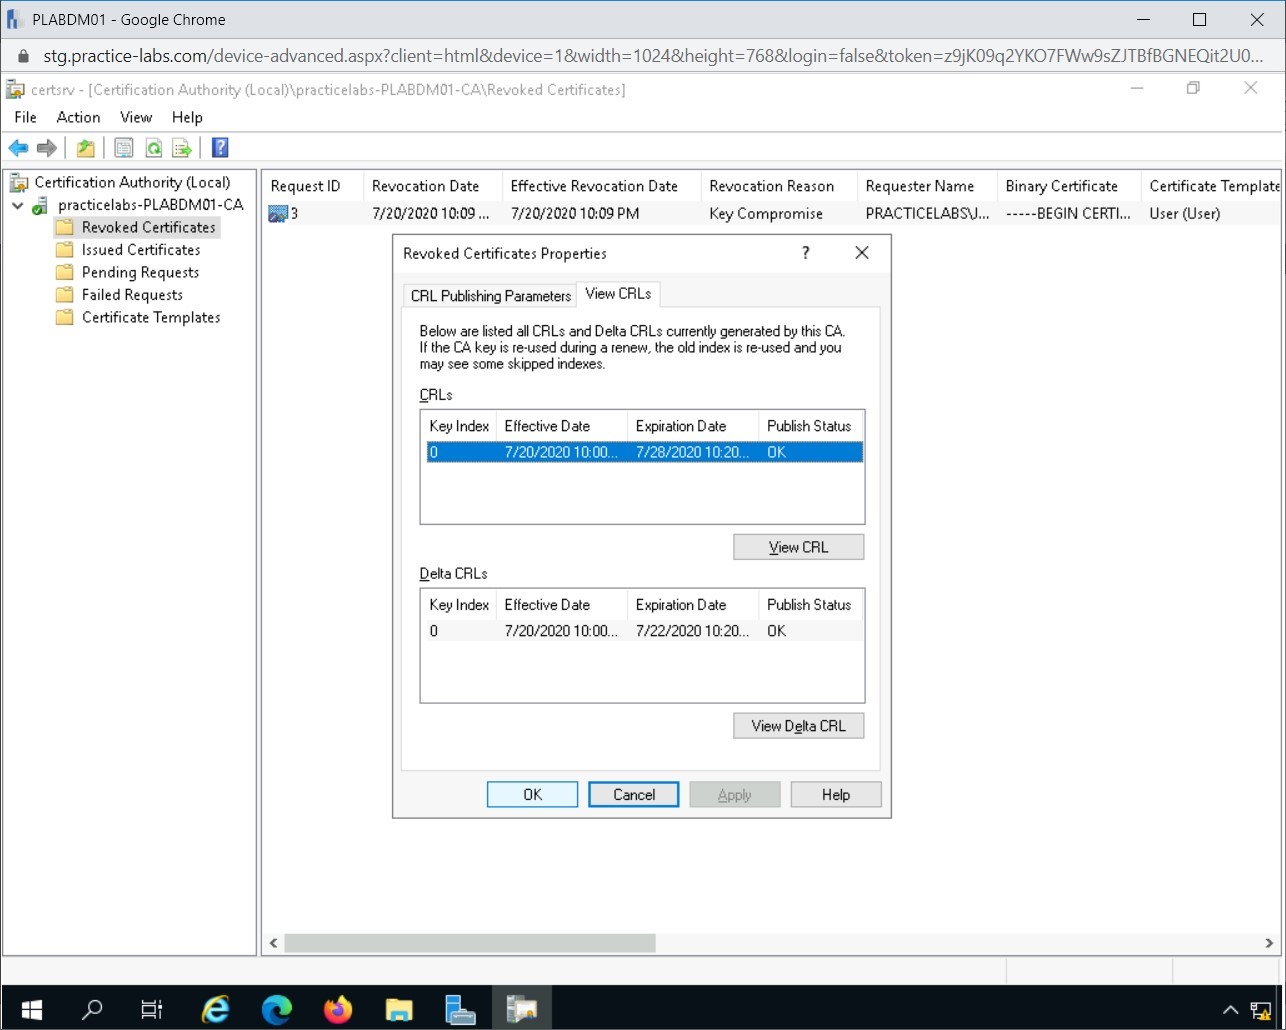 PLABDM01 - Google Chrome
stg.practice-labs.com/device-advanced.aspx?client=html&device=1&width=1024&height=768&login=false&token=z9jK09q2YKO7FWw9sZJTBfBGNEQit2U0...
certsrv - [Certification Authority (Local)\practicelabs-PLABDM01-CA\Revoked Certificates]
File Action View Help
Certification Authority (Local)
practicelabs-PLABDM01-CA
Revoked Certificates
Issued Certificates
Pending Requests
Failed Requests
Certificate Templates
Request ID Revocation Date Effective Revocation Date Revocation Reason Requester Name Binary Certificate Certificate Template
3 7/20/2020 10:09 ... 7/20/2020 10:09 PM Key Compromise PRACTICELABS\J... -----BEGIN CERTI... User (User)
Revoked Certificates Properties
CRL Publishing Parameters View CRLs
Below are listed all CRLs and Delta CRLs currently generated by this CA.
If the CA key is re-used during a renew, the old index is re-used and you
may see some skipped indexes.
CRLs
Key Index Effective Date Expiration Date Publish Status
0 7/20/2020 10:00... 7/28/2020 10:20... OK
View CRL
Delta CRLs
Key Index Effective Date Expiration Date Publish Status
0 7/20/2020 10:00... 7/22/2020 10:20... OK
View Delta CRL
OK Cancel Apply Help